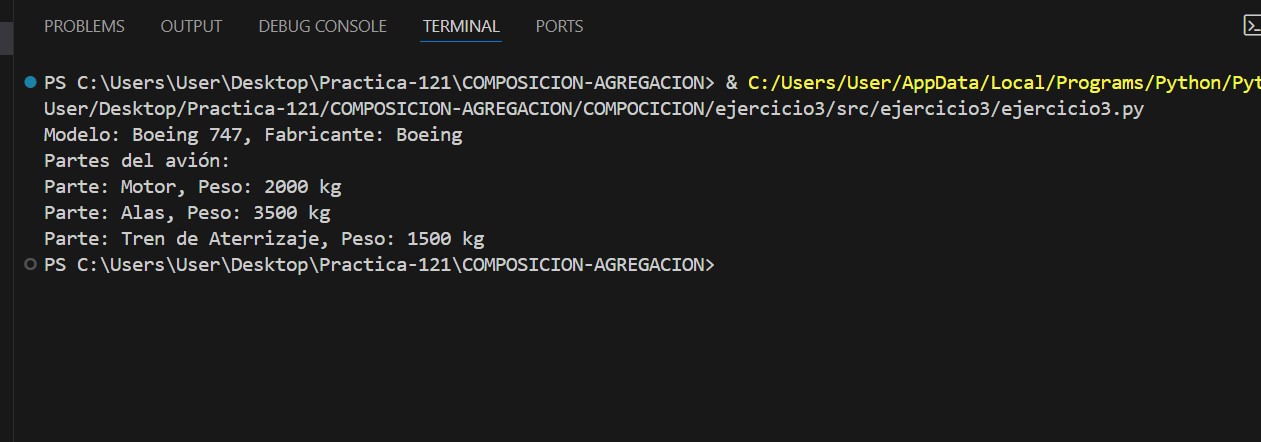 PROBLEMS OUTPUT DEBUG CONSOLE TERMINAL PORTS
PS C:\Users\User\Desktop\Practica-121\COMPOSICION-AGREGACION> & C:/Users/User/AppData/Local/Programs/Python/Pyt
User/Desktop/Practica-121/COMPOSICION-AGREGACION/COMPOCICION/ejercicio3/src/ejercicio3/ejercicio3.py
Modelo: Boeing 747, Fabricante: Boeing
Partes del avión:
Parte: Motor, Peso: 2000 kg
Parte: Alas, Peso: 3500 kg
Parte: Tren de Aterrizaje, Peso: 1500 kg
PS C:\Users\User\Desktop\Practica-121\COMPOSICION-AGREGACION>